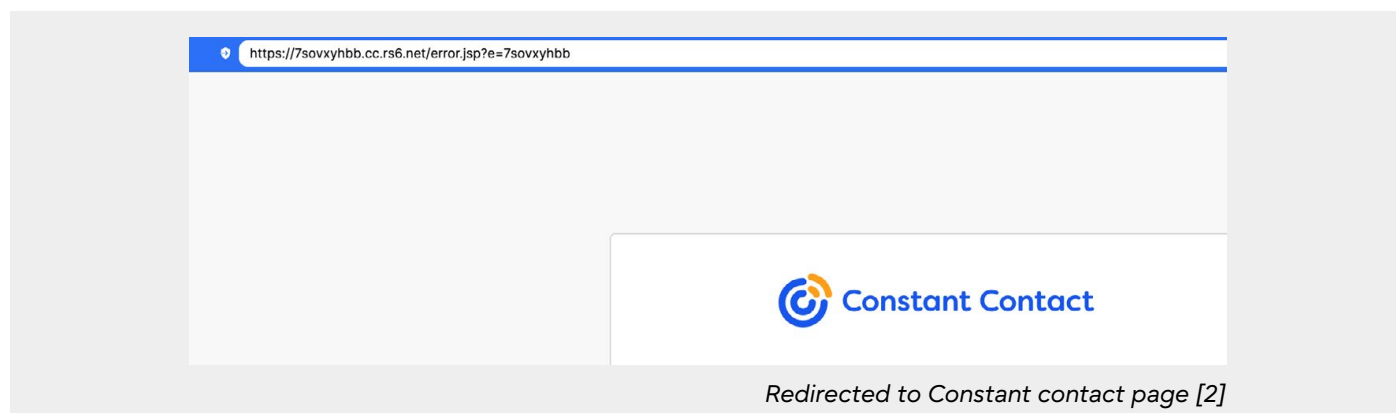 https://7sovxyhbb.cc.rs6.net/error.jsp?e=7sovxyhbb
Constant Contact
Redirected to Constant contact page [2]